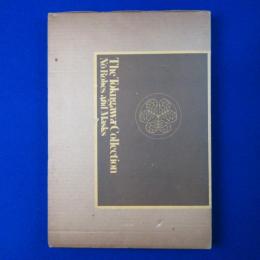 The Tokugawa Collection
Nō Robes and Masks